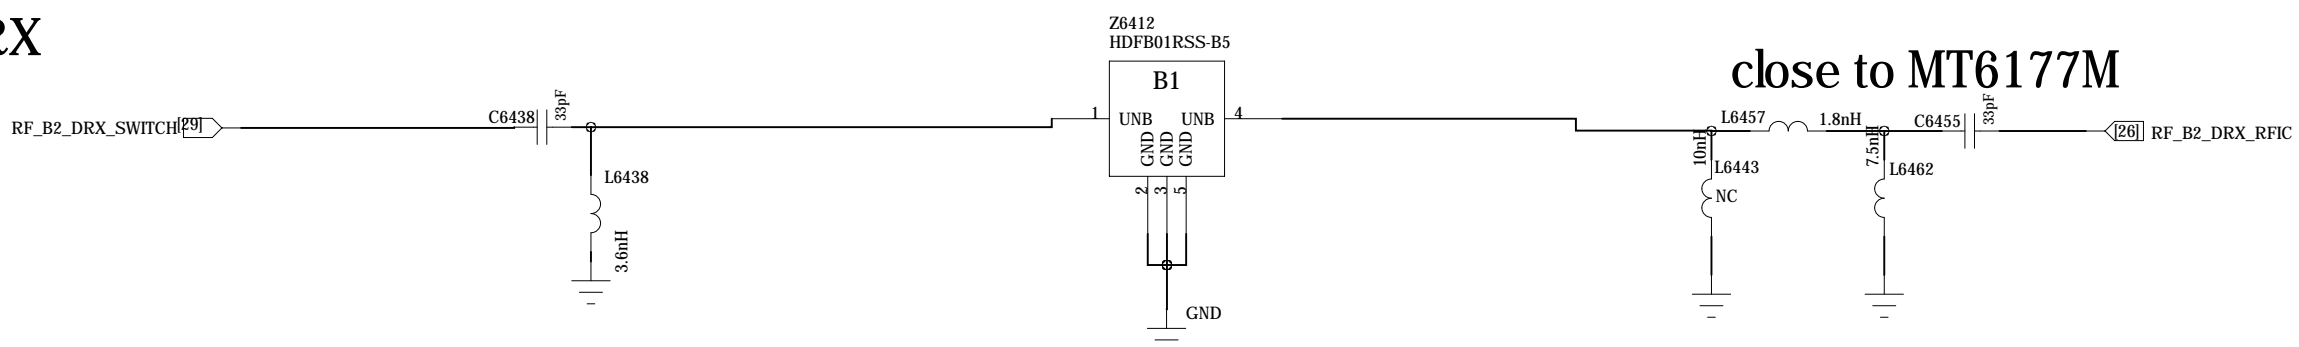 RX
Z6412
HDFB01RSS-B5
close to MT6177M
B1
RF_B2_DRX_SWITCH
[29]
C6438
33pF
1
UNB
UNB
4
GND
GND
GND
2
3
5
GND
L6438
3.6nH
L6457
1.8nH
10nH
L6443
NC
7.5nH
L6462
C6455
33pF
[26]
RF_B2_DRX_RFIC